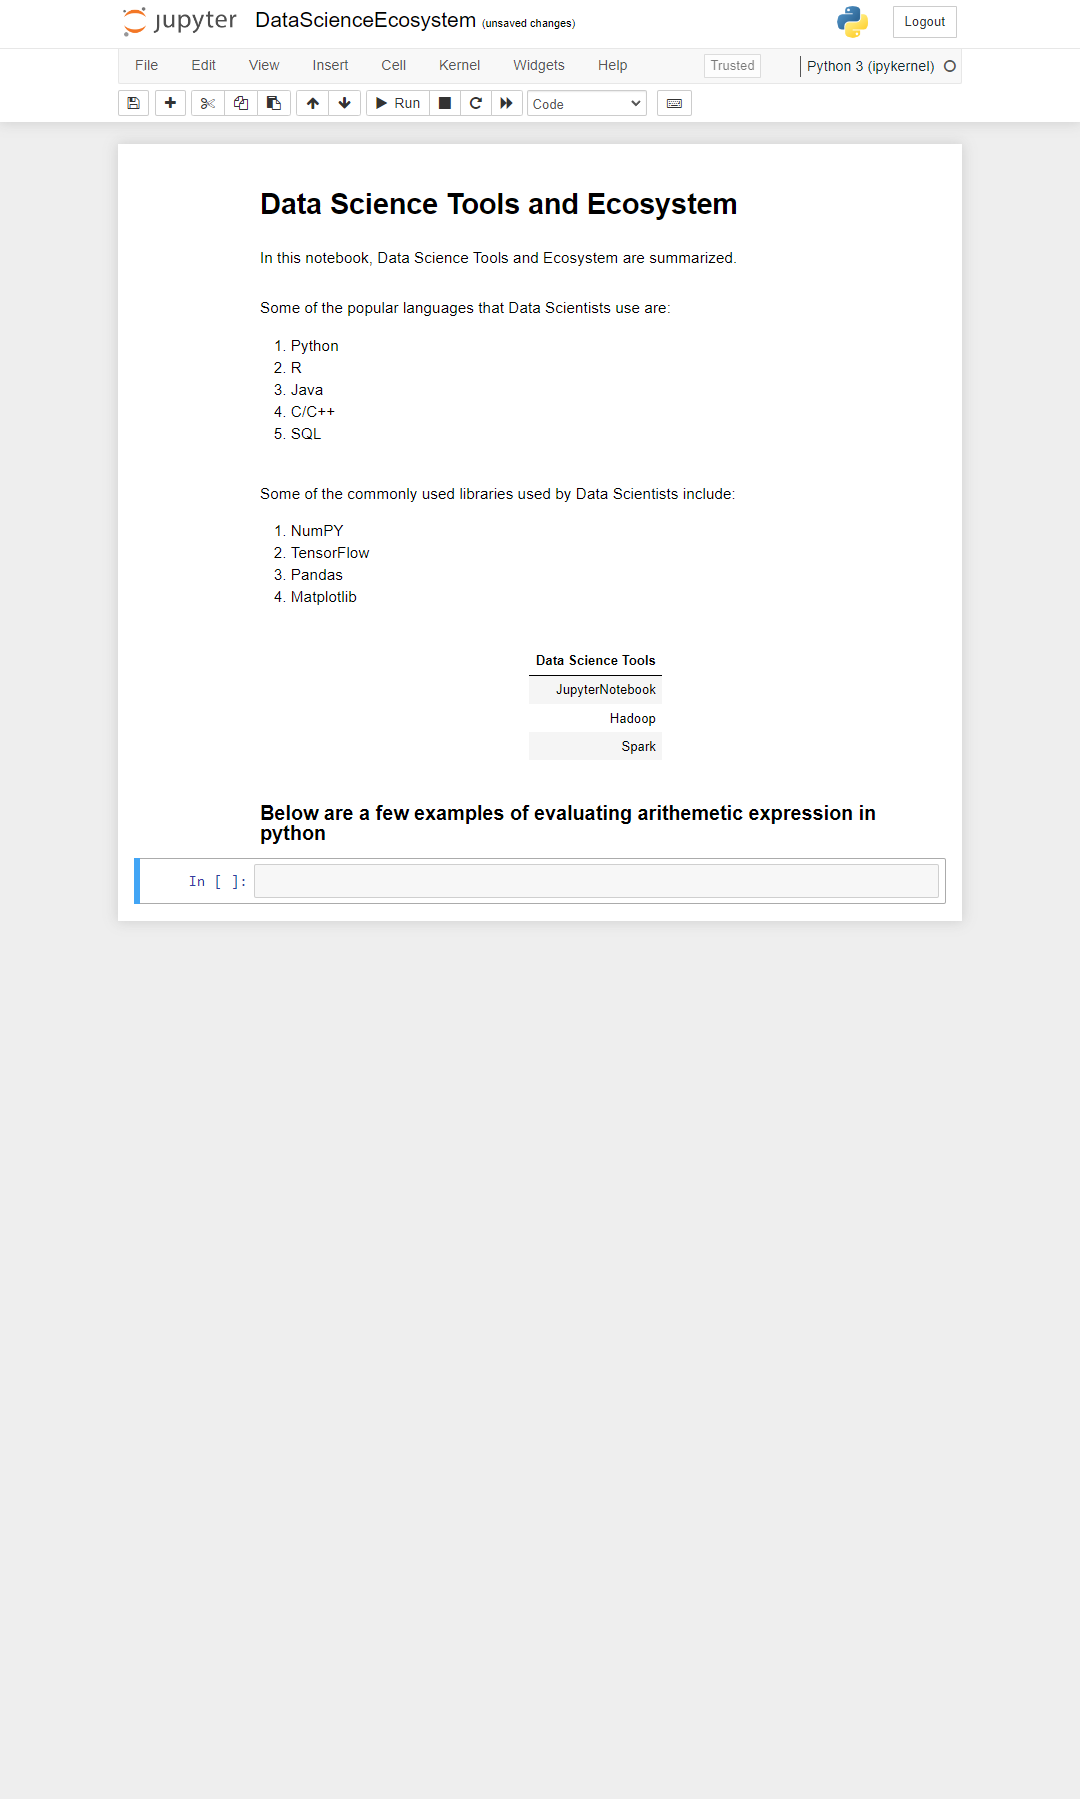 jupyter DataScienceEcosystem (unsaved changes) Logout
File Edit View Insert Cell Kernel Widgets Help Trusted Python 3 (ipykernel)
Run Code
Data Science Tools and Ecosystem
In this notebook, Data Science Tools and Ecosystem are summarized.
Some of the popular languages that Data Scientists use are:
1. Python
2. R
3. Java
4. C/C++
5. SQL
Some of the commonly used libraries used by Data Scientists include:
1. NumPY
2. TensorFlow
3. Pandas
4. Matplotlib
Data Science Tools
JupyterNotebook
Hadoop
Spark
Below are a few examples of evaluating arithemetic expression in
python
In [ ]: